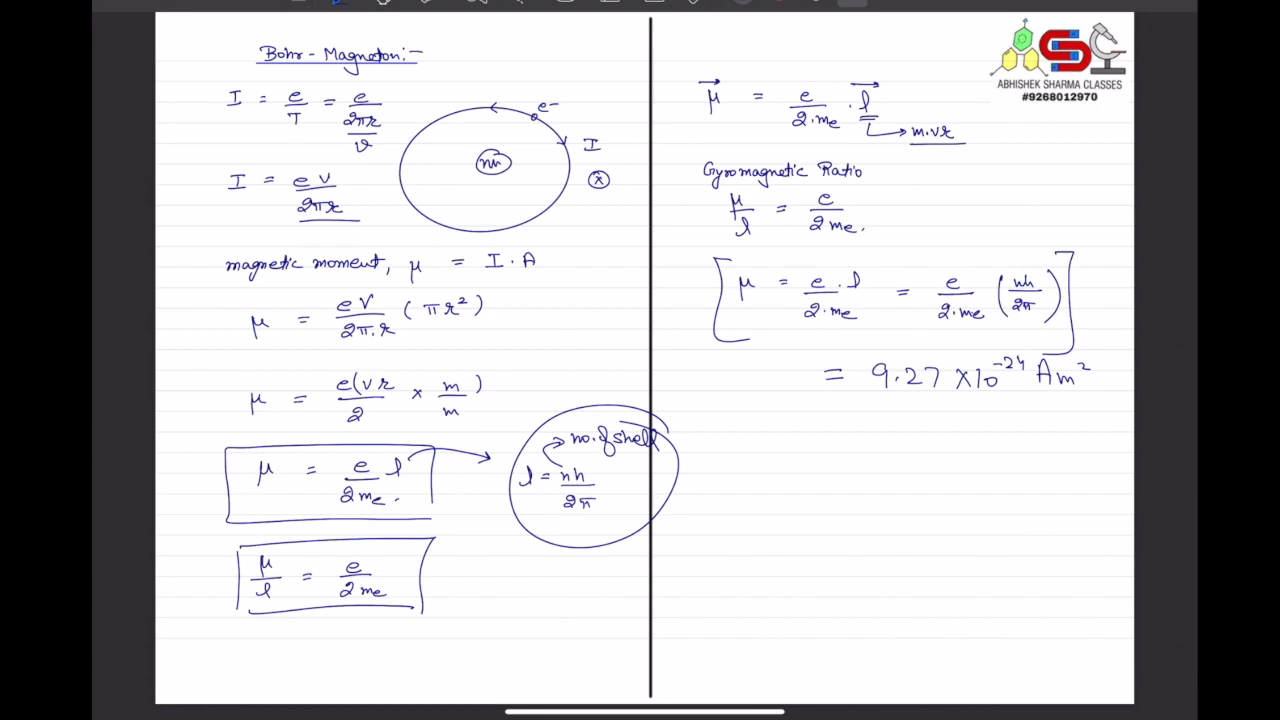 Bohr-Magneton:-
I = e/T = e/(2πr/v)
e-
I
I = ev/2πr
magnetic moment, μ = I.A
μ = ev/2π.r (πr²)
μ = e(vr/2 × m/m)
μ = e/2me. l
→ no. of shell
l = nh/2π
μ/l = e/2me
ABHISHEK SHARMA CLASSES
#9268012970
μ = e/2.me . l
→ m.vr
Gyromagnetic Ratio
μ/l = e/2me.
[ μ = e.l/2.me = e/2.me (nh/2π) ]
= 9.27 ×10⁻²⁴ Am²